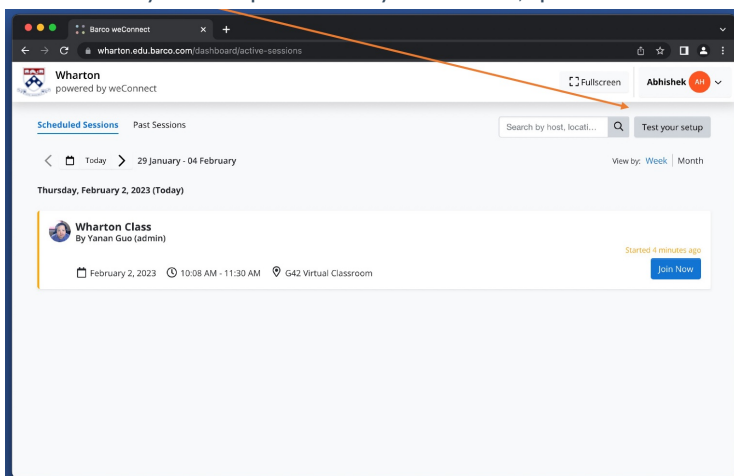 Barco weConnect
wharton.edu.barco.com/dashboard/active-sessions
Wharton
powered by weConnect
Fullscreen
Abhishek AH
Scheduled Sessions Past Sessions
Search by host, locati...
Test your setup
Today 29 January - 04 February
View by: Week | Month
Thursday, February 2, 2023 (Today)
Wharton Class
By Yanan Guo (admin)
Started 4 minutes ago
February 2, 2023 10:08 AM - 11:30 AM G42 Virtual Classroom
Join Now